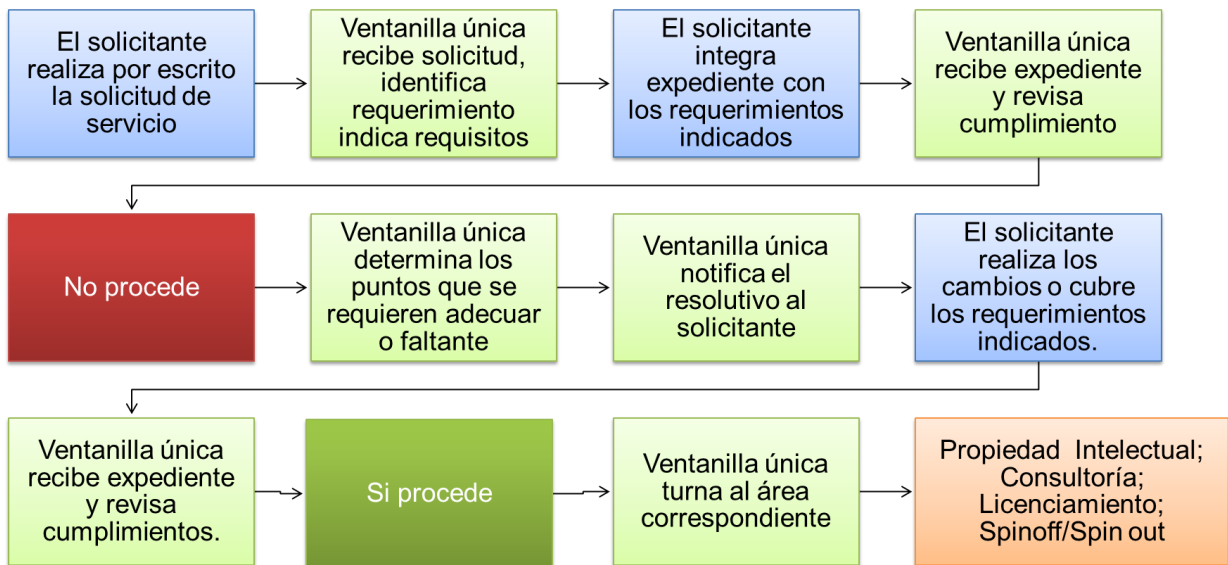 El solicitante
realiza por escrito
la solicitud de
servicio
Ventanilla única
recibe solicitud,
identifica
requerimiento
indica requisitos
El solicitante
integra
expediente con
los requerimientos
indicados
Ventanilla única
recibe expediente
y revisa
cumplimiento
No procede
Ventanilla única
determina los
puntos que se
requieren adecuar
o faltante
Ventanilla única
notifica el
resolutivo al
solicitante
El solicitante
realiza los
cambios o cubre
los requerimientos
indicados.
Ventanilla única
recibe expediente
y revisa
cumplimientos.
Si procede
Ventanilla única
turna al área
correspondiente
Propiedad Intelectual;
Consultoría;
Licenciamiento;
Spinoff/Spin out